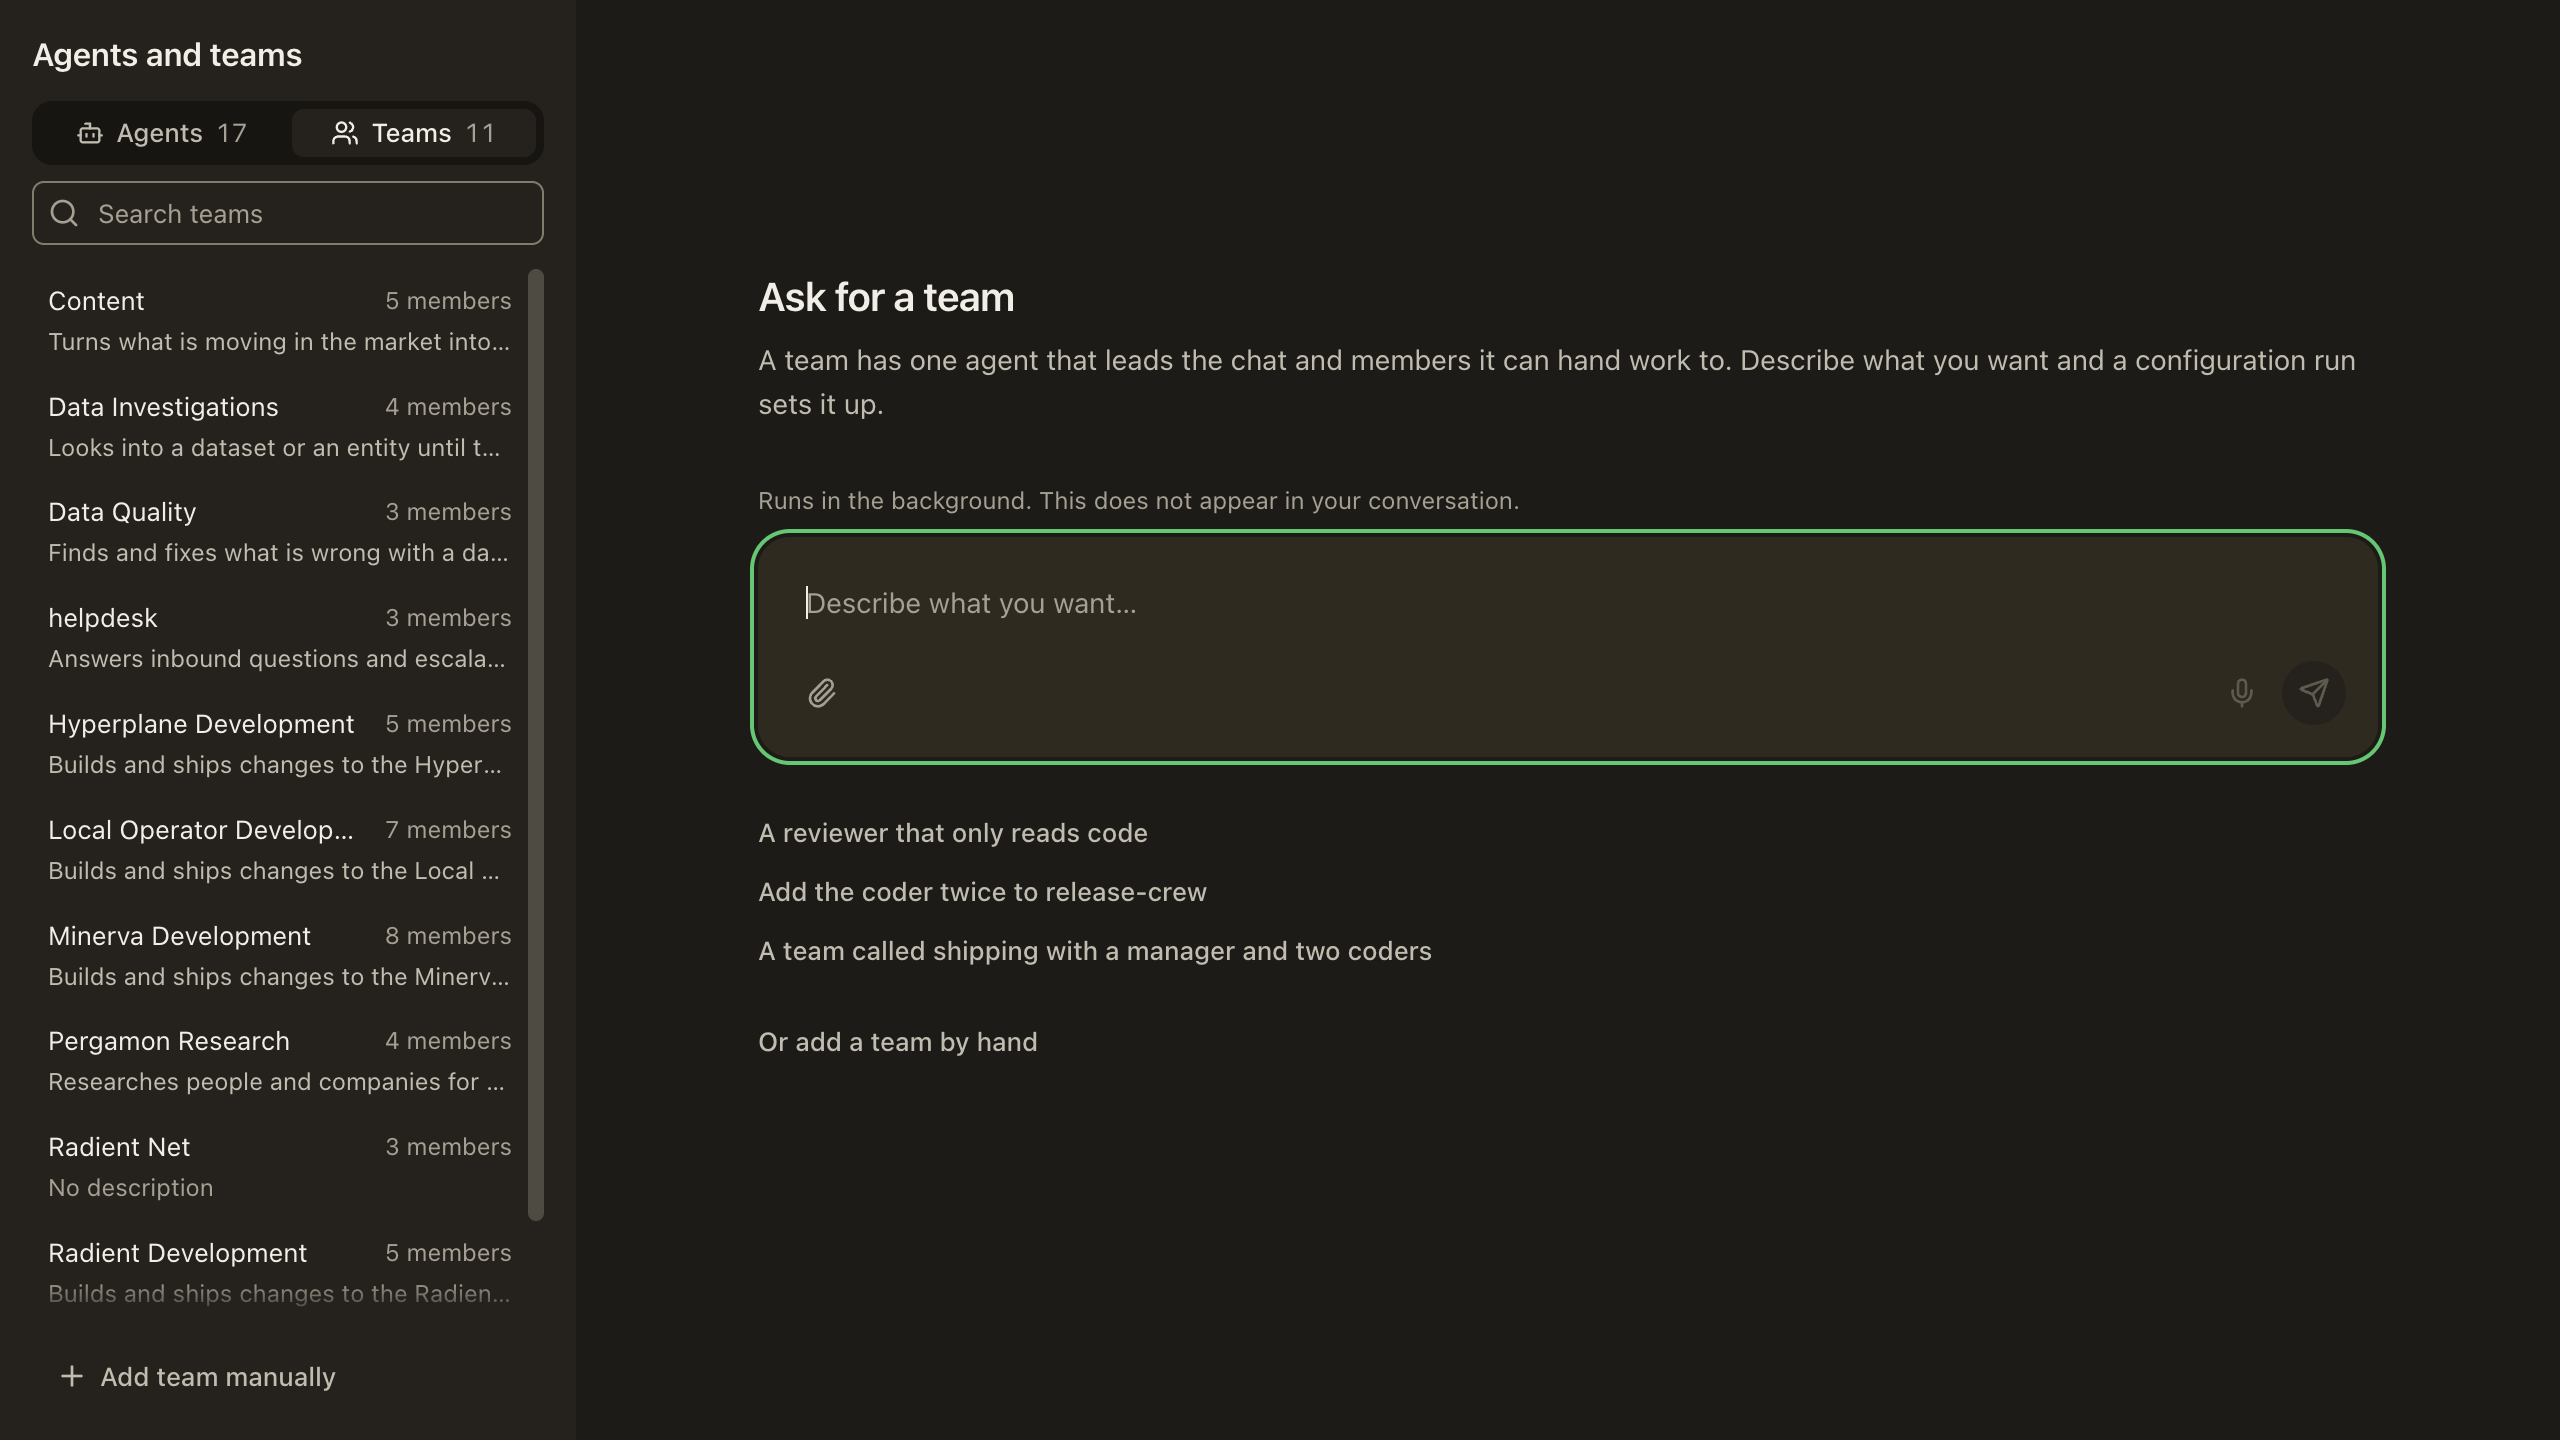 Agents and teams
Agents 17
Teams 11
Search teams
Content 5 members
Turns what is moving in the market into...
Data Investigations 4 members
Looks into a dataset or an entity until t...
Data Quality 3 members
Finds and fixes what is wrong with a da...
helpdesk 3 members
Answers inbound questions and escala...
Hyperplane Development 5 members
Builds and ships changes to the Hyper...
Local Operator Develop... 7 members
Builds and ships changes to the Local ...
Minerva Development 8 members
Builds and ships changes to the Minerv...
Pergamon Research 4 members
Researches people and companies for ...
Radient Net 3 members
No description
Radient Development 5 members
Builds and ships changes to the Radien...
Add team manually
Ask for a team
A team has one agent that leads the chat and members it can hand work to. Describe what you want and a configuration run
sets it up.
Runs in the background. This does not appear in your conversation.
Describe what you want...
A reviewer that only reads code
Add the coder twice to release-crew
A team called shipping with a manager and two coders
Or add a team by hand